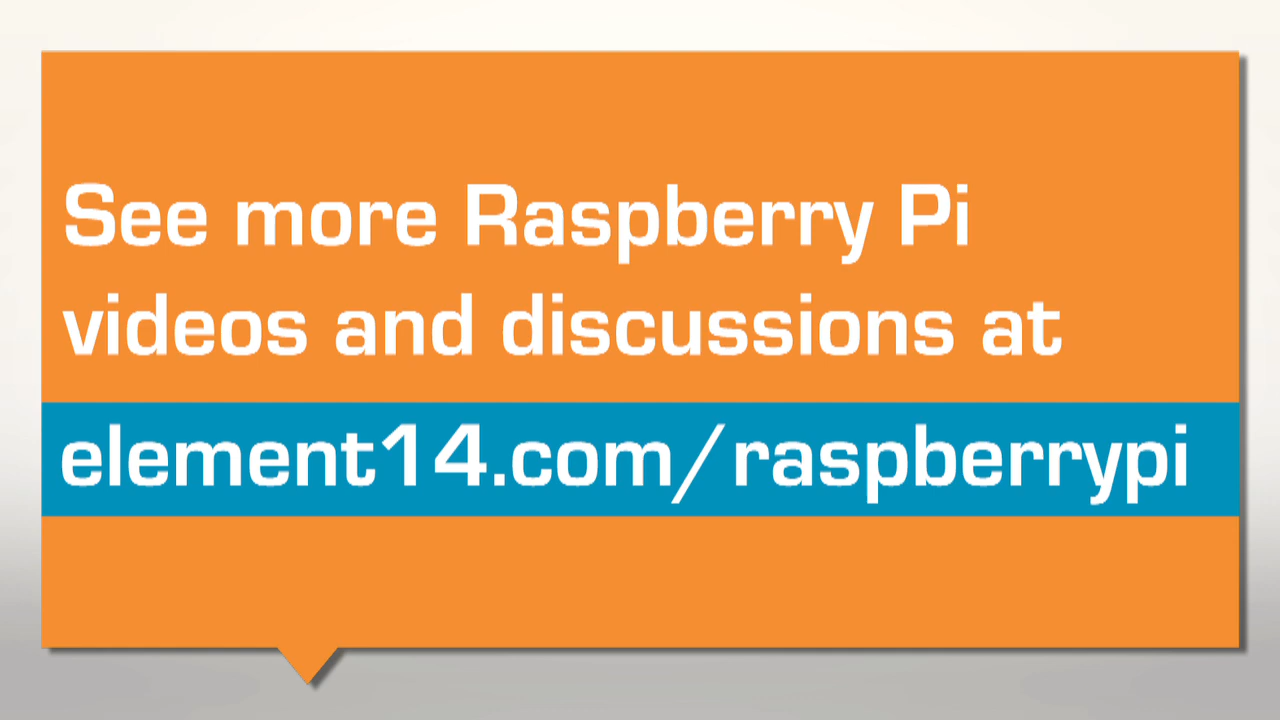 See more Raspberry Pi
videos and discussions at
element14.com/raspberrypi